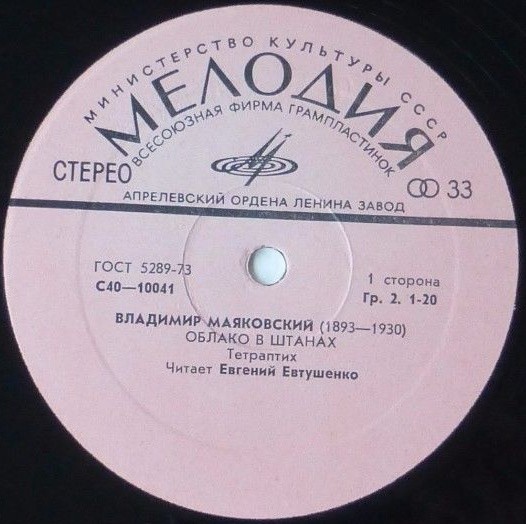 МИНИСТЕРСТВО КУЛЬТУРЫ СССР
МЕЛОДИЯ
ВСЕСОЮЗНАЯ ФИРМА ГРАМПЛАСТИНОК
СТЕРЕО
33
АПРЕЛЕВСКИЙ ОРДЕНА ЛЕНИНА ЗАВОД
ГОСТ 5289-73
1 сторона
С40—10041
Гр. 2. 1-20
ВЛАДИМИР МАЯКОВСКИЙ (1893—1930)
ОБЛАКО В ШТАНАХ
Тетраптих
Читает Евгений Евтушенко